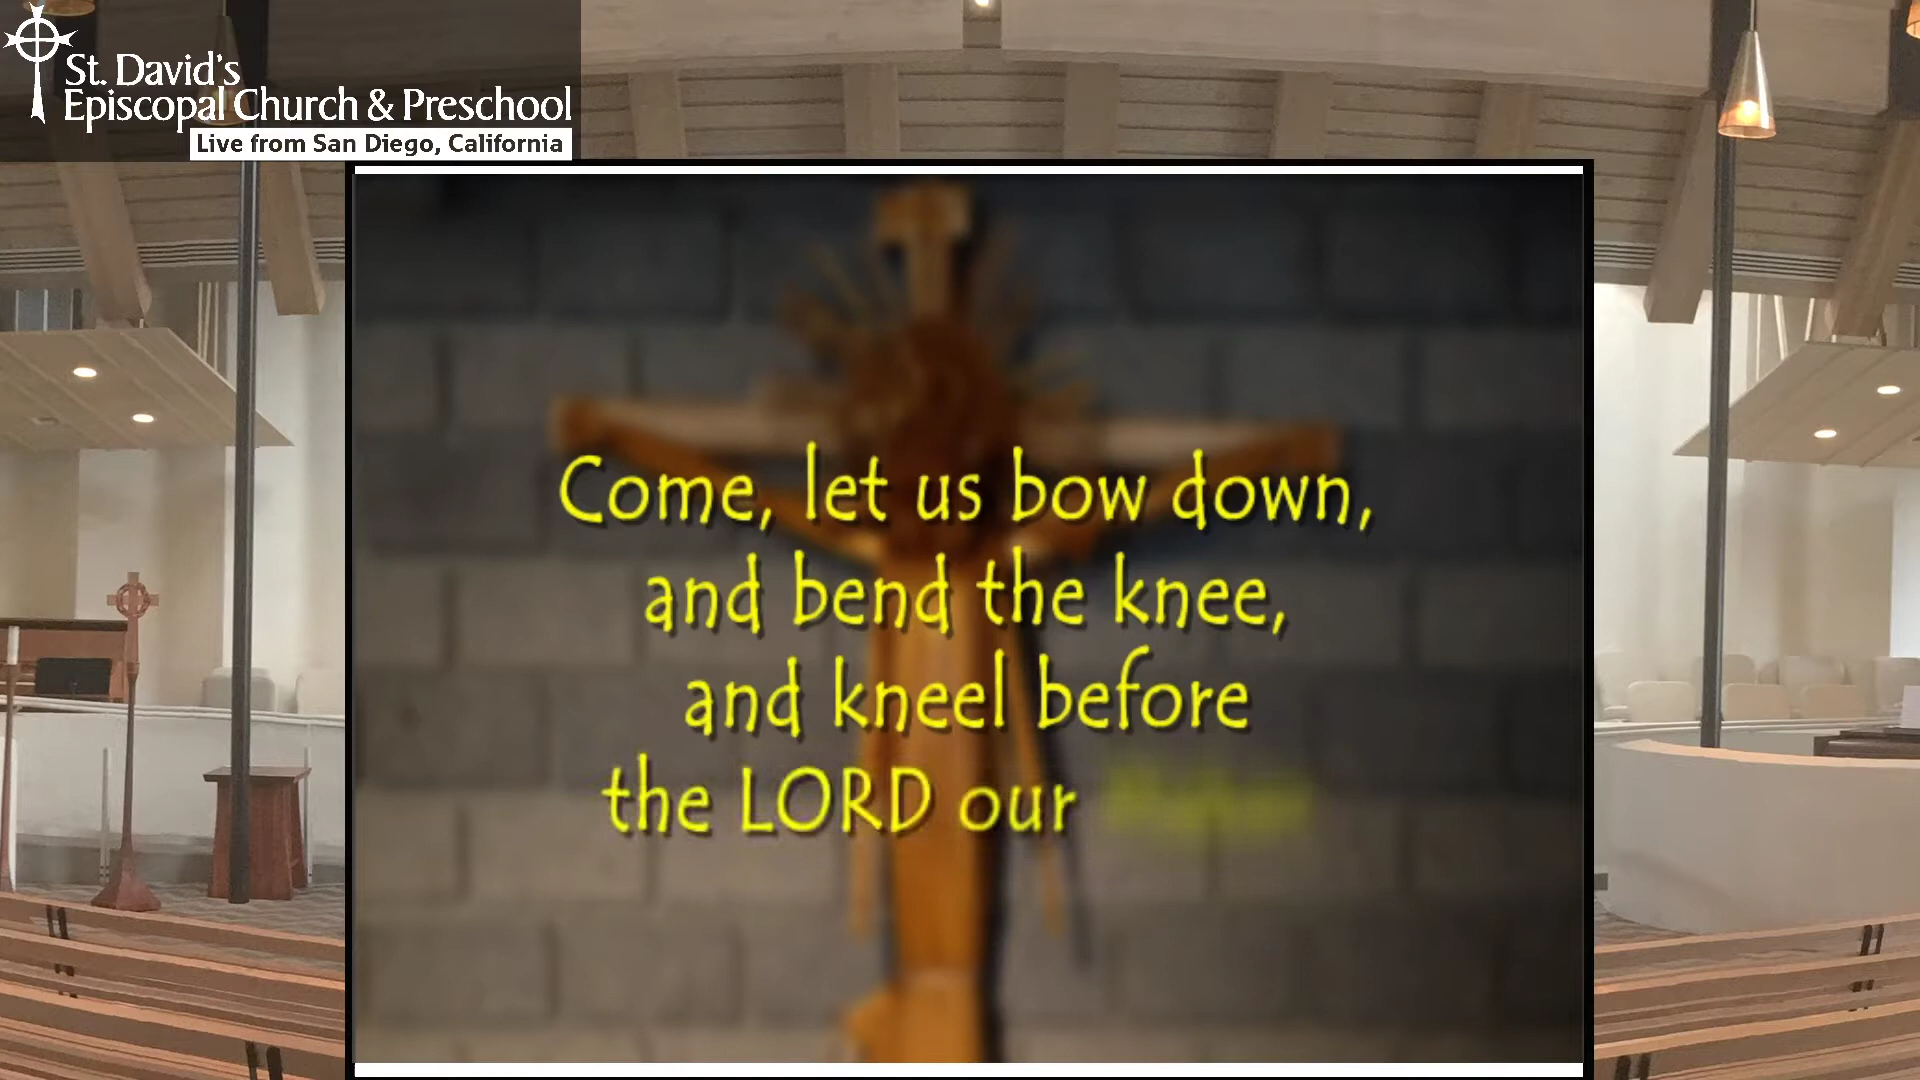 St. David's
Episcopal Church & Preschool
Live from San Diego, California
Come, let us bow down,
and bend the knee,
and kneel before
the LORD our